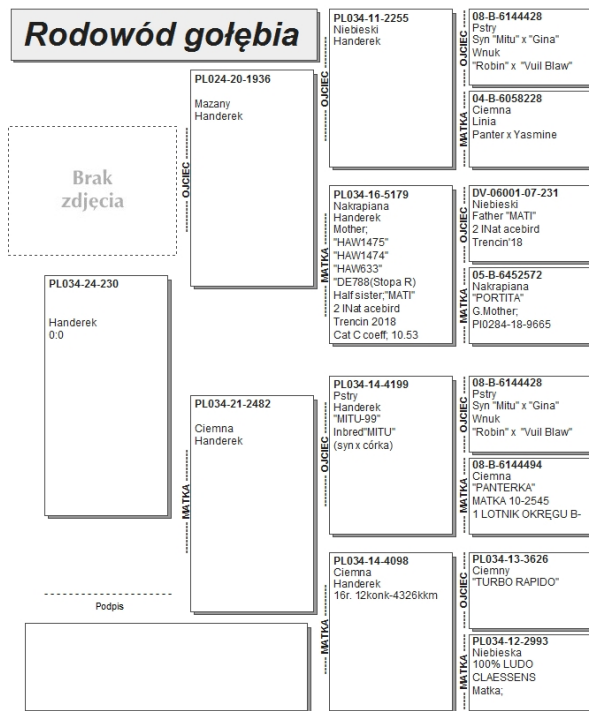 Rodowód gołębia
Brak
zdjęcia
PL034-24-230
Handerek
0:0
Podpis
OJCIEC
PL024-20-1936
Mazany
Handerek
MATKA
PL034-21-2482
Ciemna
Handerek
OJCIEC
PL034-11-2255
Niebieski
Handerek
MATKA
PL034-16-5179
Nakrapiana
Handerek
Mother;
"HAW1475"
"HAW1474"
"HAW633"
"DE788(Stopa R)
Halfsister;"MATI"
2 INat acebird
Trencin 2018
Cat C coeff; 10.53
OJCIEC
PL034-14-4199
Pstry
Handerek
"MITU-99"
Inbred"MITU"
(syn x córka)
MATKA
PL034-14-4098
Ciemna
Handerek
16r. 12konk-4326kkm
OJCIEC
08-B-6144428
Pstry
Syn "Mitu" x "Gina"
Wnuk
"Robin" x "Vuil Blaw"
MATKA
04-B-6058228
Ciemna
Linia
Panter x Yasmine
OJCIEC
DV-06001-07-231
Niebieski
Father "MATI"
2 INat acebird
Trencin'18
MATKA
05-B-6452572
Nakrapiana
"PORTITA"
G.Mother;
Pl0284-18-9665
OJCIEC
08-B-6144428
Pstry
Syn "Mitu" x "Gina"
Wnuk
"Robin" x "Vuil Blaw"
MATKA
08-B-6144494
Ciemna
"PANTERKA"
MATKA 10-2545
1 LOTNIK OKRĘGU B-
OJCIEC
PL034-13-3626
Ciemny
"TURBO RAPIDO"
MATKA
PL034-12-2993
Niebieska
100% LUDO
CLAESSENS
Matka;